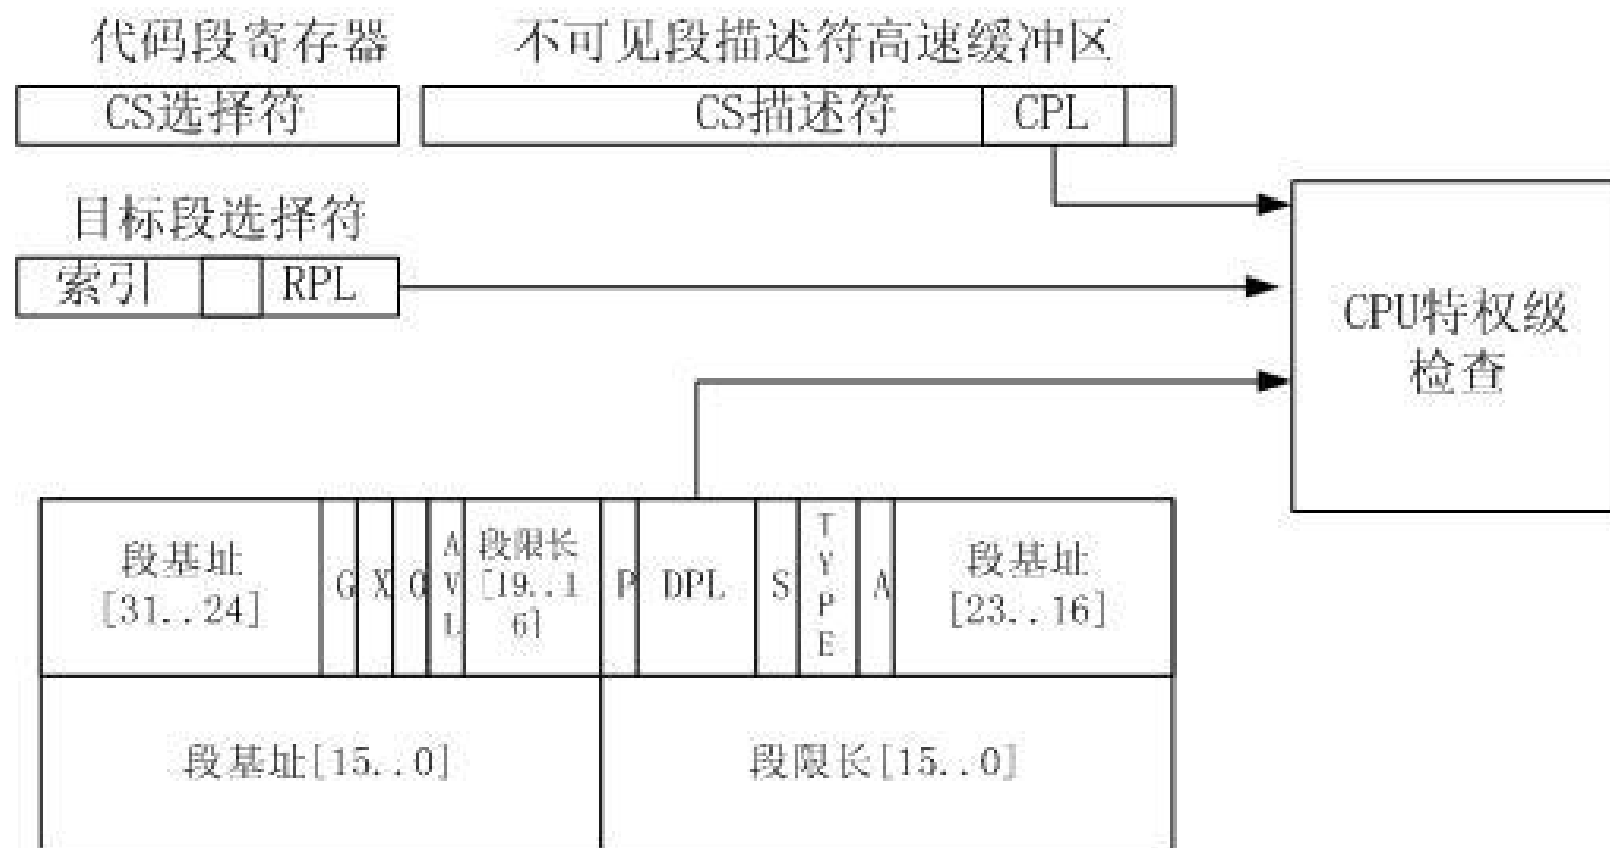 代码段寄存器 不可见段描述符高速缓冲区
CS选择符 CS描述符 CPL
目标段选择符
索引 RPL
CPU特权级
检查
段基址
[31..24]
G
X
O
AVL
段限长
[19..1
6]
P
DPL
S
TYPE
A
段基址
[23..16]
段基址[15..0]
段限长[15..0]